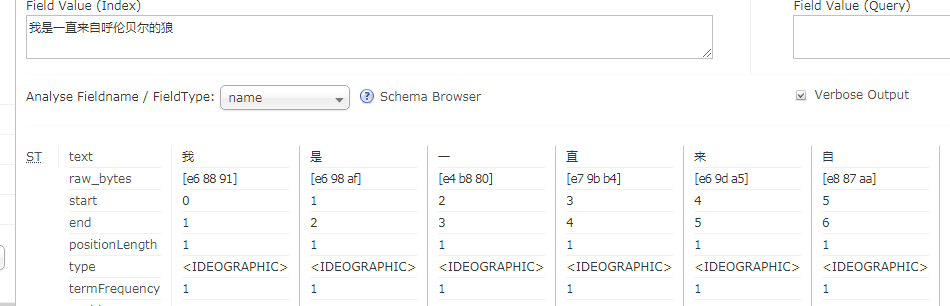 Field Value (Index) Field Value (Query)
我是一直来自呼伦贝尔的狼
Analyse Fieldname / FieldType: name ? Schema Browser Verbose Output
ST text 我 是 一 直 来 自
raw_bytes [e6 88 91] [e6 98 af] [e4 b8 80] [e7 9b b4] [e6 9d a5] [e8 87 aa]
start 0 1 2 3 4 5
end 1 2 3 4 5 6
positionLength 1 1 1 1 1 1
type <IDEOGRAPHIC> <IDEOGRAPHIC> <IDEOGRAPHIC> <IDEOGRAPHIC> <IDEOGRAPHIC> <IDEOGRAPHIC>
termFrequency 1 1 1 1 1 1